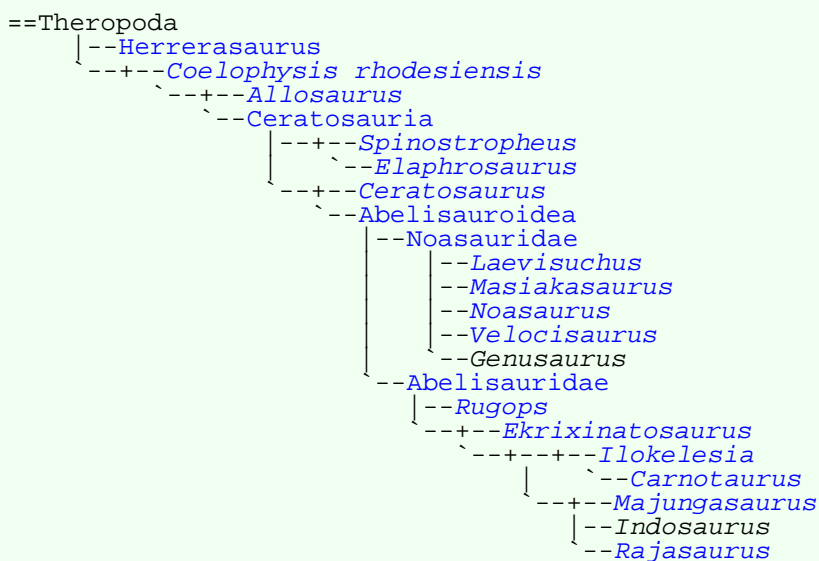 ==Theropoda
|--Herrerasaurus
`--+--Coelophysis rhodesiensis
`--+--Allosaurus
`--Ceratosauria
|--+--Spinostropheus
| `--Elaphrosaurus
`--+--Ceratosaurus
`--Abelisauroidea
|--Noasauridae
| |--Laevisuchus
| |--Masiakasaurus
| |--Noasaurus
| |--Velocisaurus
| `--Genusaurus
`--Abelisauridae
|--Rugops
`--+--Ekrixinatosaurus
`--+--+--Ilokelesia
| `--Carnotaurus
`--+--Majungasaurus
|--Indosaurus
`--Rajasaurus